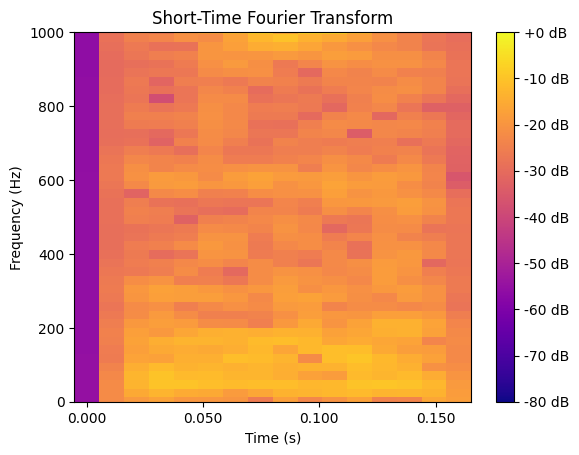 Short-Time Fourier Transform
1000
800
600
400
200
0
Frequency (Hz)
0.000
0.050
0.100
0.150
Time (s)
+0 dB
-10 dB
-20 dB
-30 dB
-40 dB
-50 dB
-60 dB
-70 dB
-80 dB